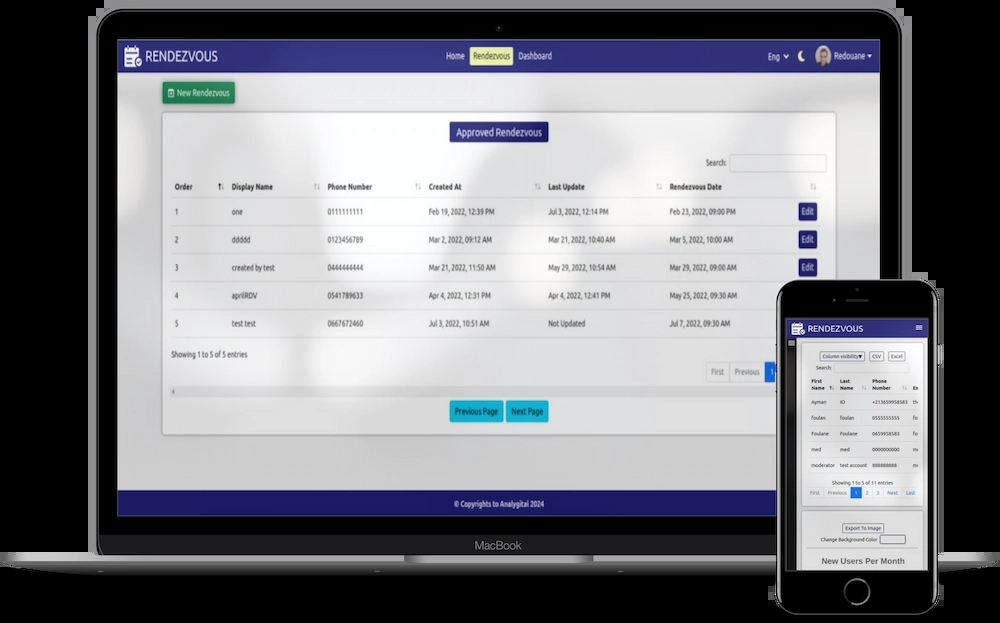 RENDEZVOUS Home Rendezvous Dashboard Eng Redouane
New Rendezvous
Approved Rendezvous
Search:
Order Display Name Phone Number Created At Last Update Rendezvous Date
1 one 0111111111 Feb 19, 2022, 12:39 PM Jul 3, 2022, 12:14 PM Feb 23, 2022, 09:00 PM Edit
2 ddddd 0123456789 Mar 2, 2022, 09:12 AM Mar 21, 2022, 10:40 AM Mar 5, 2022, 10:00 AM Edit
3 created by test 0444444444 Mar 21, 2022, 11:50 AM May 29, 2022, 10:54 AM Mar 29, 2022, 09:00 AM Edit
4 aprilRDV 0541789633 Apr 4, 2022, 12:31 PM Apr 4, 2022, 12:41 PM May 25, 2022, 09:30 AM
5 test test 0667672460 Jul 3, 2022, 10:51 AM Not Updated Jul 7, 2022, 09:30 AM
Showing 1 to 5 of 5 entries
First Previous 1
Previous Page Next Page
© Copyrights to Analygital 2024
MacBook
RENDEZVOUS
Column visibility▾ CSV Excel
Search:
First Name Last Name Phone Number
Ayman IO +213659958583 th
foulan foulan 0555555555 fo
Foulane Foulane 0659958583 fo
med med 0000000000
moderator test account 888888888
Showing 1 to 5 of 11 entries
First Previous 1 2 3 Next Last
Export To Image
Change Background Color
New Users Per Month